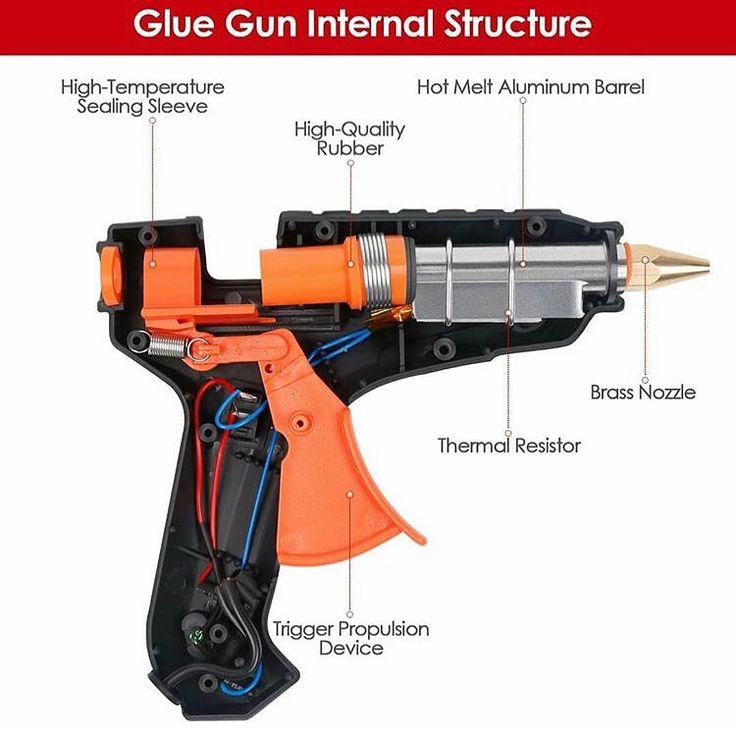 Glue Gun Internal Structure
High-Temperature
Sealing Sleeve
Hot Melt Aluminum Barrel
High-Quality
Rubber
Brass Nozzle
Thermal Resistor
Trigger Propulsion
Device